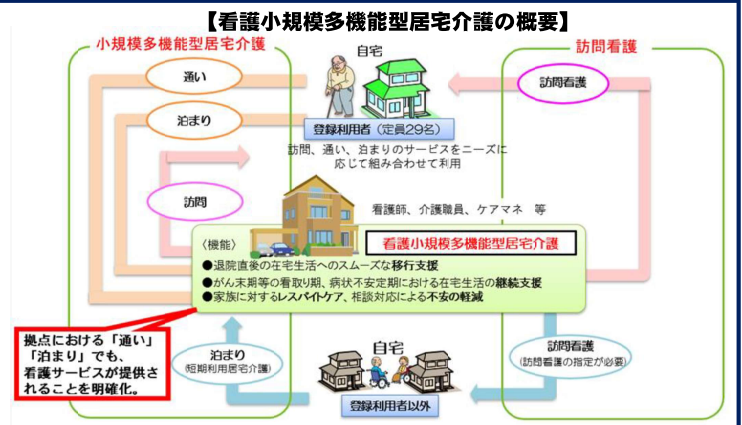 【看護小規模多機能型居宅介護の概要】
小規模多機能型居宅介護
自宅
訪問看護
通い
訪問看護
泊まり
登録利用者（定員29名）
訪問、通い、泊まりのサービスをニーズに
応じて組み合わせて利用
訪問
看護師、介護職員、ケアマネ 等
〈機能〉
看護小規模多機能型居宅介護
●退院直後の在宅生活へのスムーズな移行支援
●がん末期等の看取り期、病状不安定期における在宅生活の継続支援
●家族に対するレスパイトケア、相談対応による不安の軽減
拠点における「通い」
「泊まり」でも、
看護サービスが提供さ
れることを明確化。
泊まり
(短期利用居宅介護)
自宅
訪問看護
(訪問看護の指定が必要)
登録利用者以外